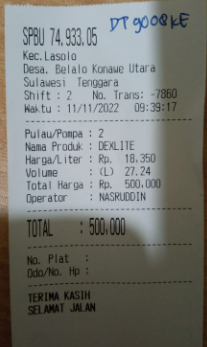 DT 9008 KE
SPBU 74.933.05
Kec.Lasolo
Desa. Belalo Konawe Utara
Sulawesi Tenggara
Shift : 2 No. Trans: -7860
Waktu : 11/11/2022 09:39:17
Pulau/Pompa : 2
Nama Produk : DEXLITE
Harga/Liter : Rp. 18,350
Volume : (L) 27.24
Total Harga : Rp. 500,000
Operator : NASRUDDIN
TOTAL : 500,000
No. Plat :
Odo/No. Hp :
TERIMA KASIH
SELAMAT JALAN